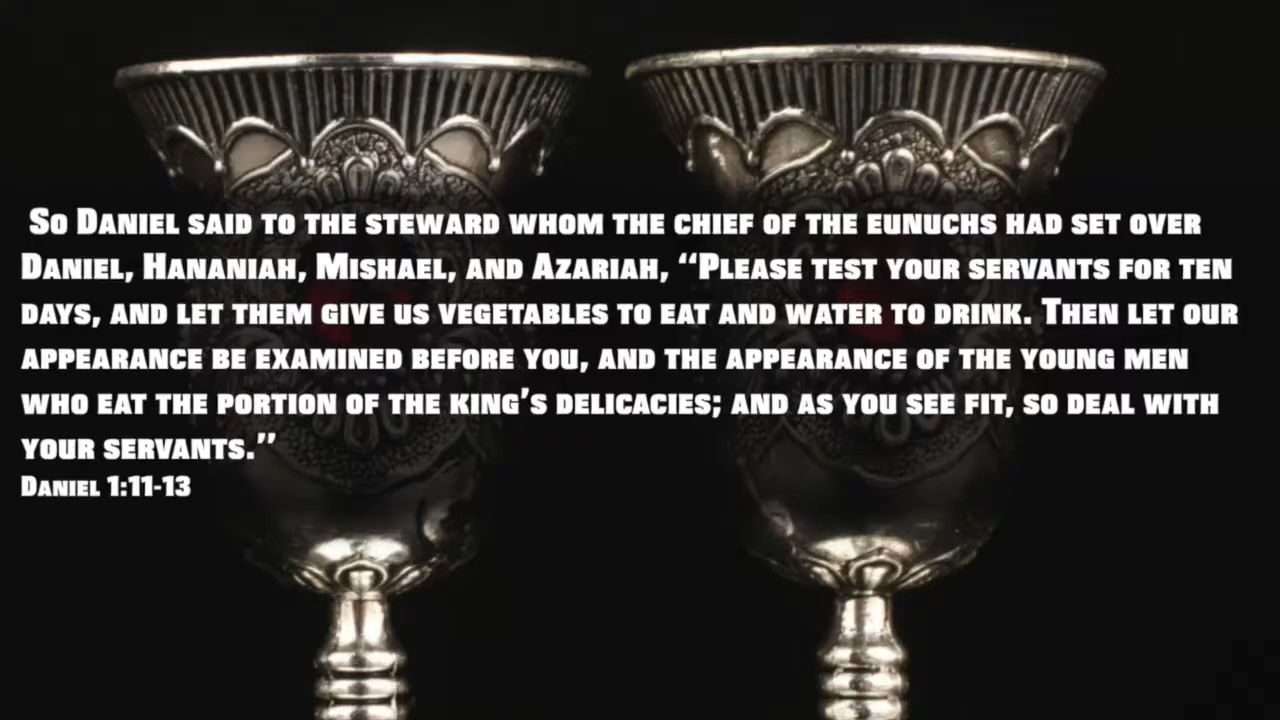 So Daniel said to the steward whom the chief of the eunuchs had set over
Daniel, Hananiah, Mishael, and Azariah, “Please test your servants for ten
days, and let them give us vegetables to eat and water to drink. Then let our
appearance be examined before you, and the appearance of the young men
who eat the portion of the king’s delicacies; and as you see fit, so deal with
your servants.”
Daniel 1:11-13